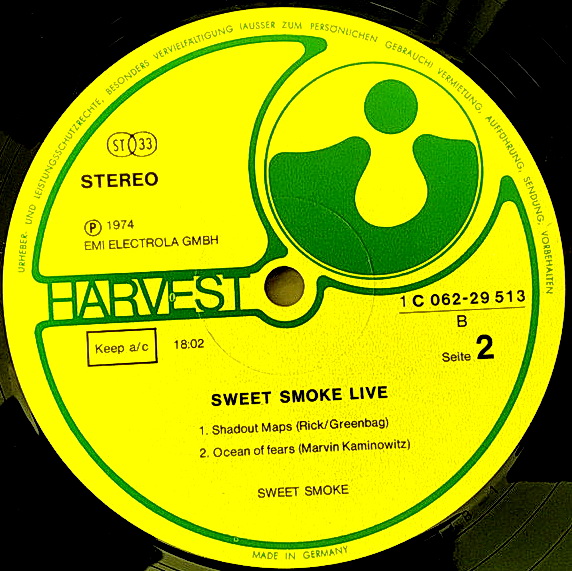 URHEBER- UND LEISTUNGSSCHUTZRECHTE, BESONDERS VERVIELFÄLTIGUNG (AUSSER ZUM PERSÖNLICHEN GEBRAUCH) VERMIETUNG, AUFFÜHRUNG, SENDUNG, VORBEHALTEN
ST 33
STEREO
Ⓟ 1974
EMI ELECTROLA GMBH
HARVEST
1 C 062-29 513
B
Keep a/c 18:02
Seite 2
SWEET SMOKE LIVE
1. Shadout Maps (Rick/Greenbag)
2. Ocean of fears (Marvin Kaminowitz)
SWEET SMOKE
MADE IN GERMANY